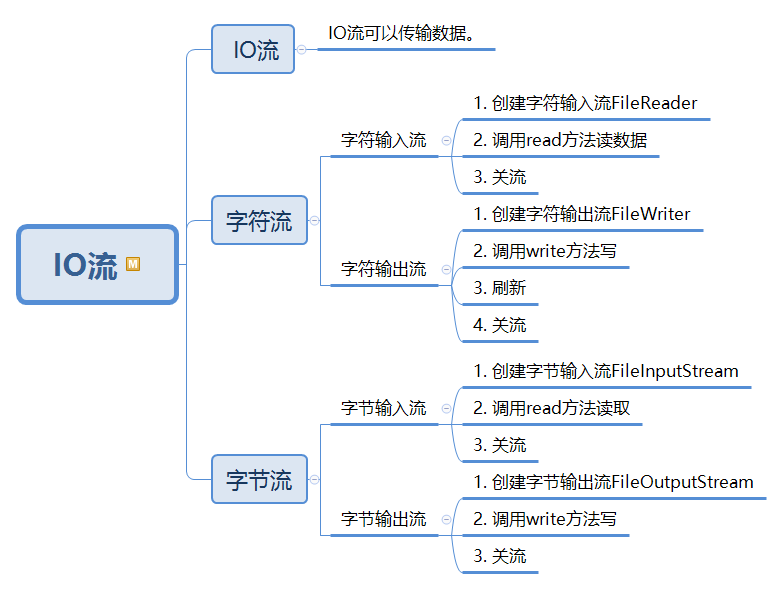 IO流
IO流
IO流可以传输数据。
字符流
字符输入流
1. 创建字符输入流FileReader
2. 调用read方法读数据
3. 关流
字符输出流
1. 创建字符输出流FileWriter
2. 调用write方法写
3. 刷新
4. 关流
字节流
字节输入流
1. 创建字节输入流FileInputStream
2. 调用read方法读取
3. 关流
字节输出流
1. 创建字节输出流FileOutputStream
2. 调用write方法写
3. 关流
M